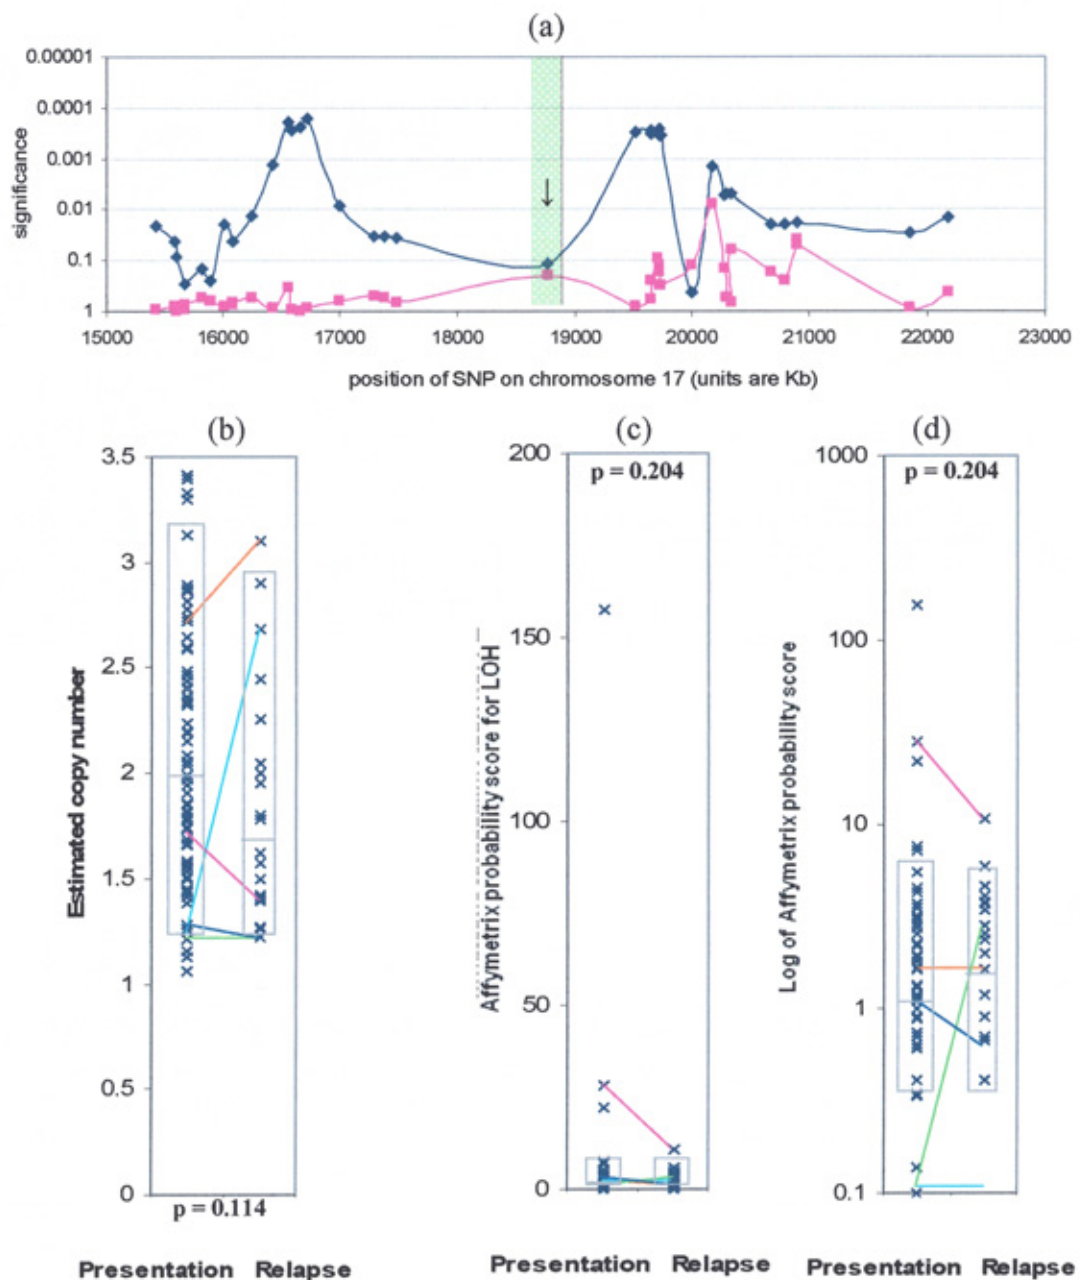 (a)
0.00001
0.0001
0.001
0.01
0.1
1
significance
15000 16000 17000 18000 19000 20000 21000 22000 23000
position of SNP on chromosome 17 (units are Kb)
(b)
3.5
3
2.5
2
1.5
1
0.5
0
Estimated copy number
p = 0.114
Presentation Relapse
(c)
200
150
100
50
0
Affymetrix probability score for LOH
p = 0.204
Presentation Relapse
(d)
1000
100
10
1
0.1
Log of Affymetrix probability score
p = 0.204
Presentation Relapse